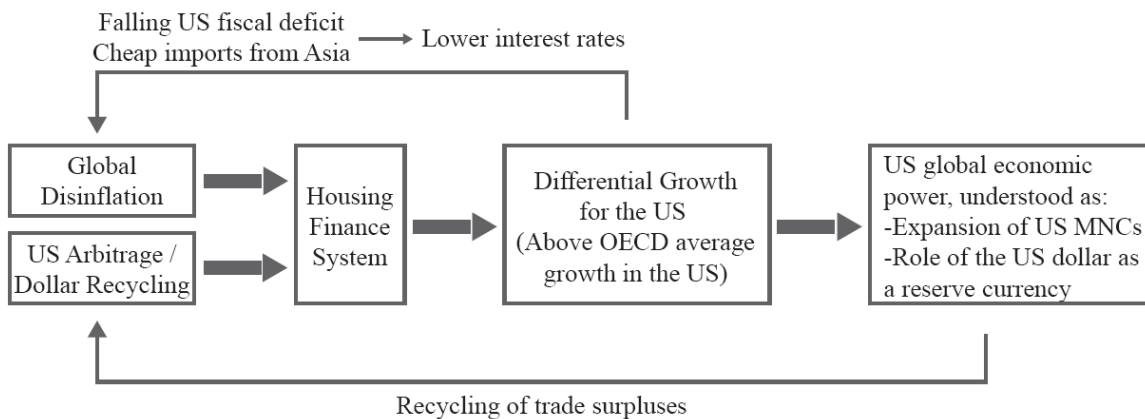 Falling US fiscal deficit
Cheap imports from Asia
Lower interest rates
Global
Disinflation
US Arbitrage /
Dollar Recycling
Housing
Finance
System
Differential Growth
for the US
(Above OECD average
growth in the US)
US global economic
power, understood as:
-Expansion of US MNCs
-Role of the US dollar as
a reserve currency
Recycling of trade surpluses